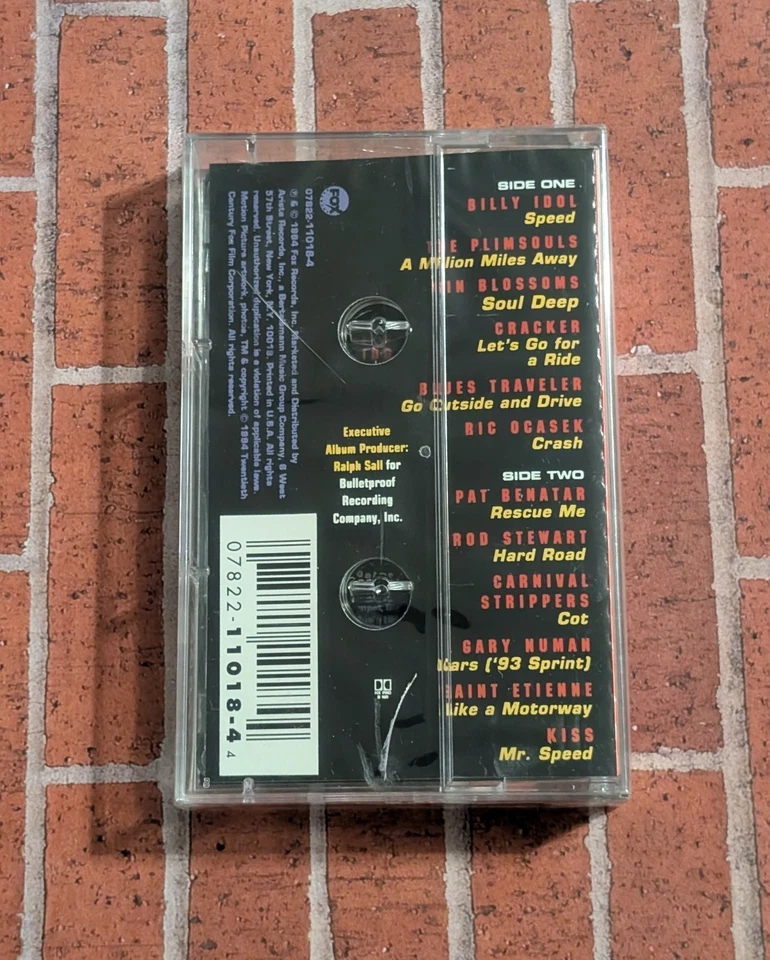 SIDE ONE
BILLY IDOL
Speed
THE PLIMSOULS
A Million Miles Away
GIN BLOSSOMS
Soul Deep
CRACKER
Let's Go for
a Ride
BLUES TRAVELER
Go Outside and Drive
RIC OCASEK
Crash
SIDE TWO
PAT BENATAR
Rescue Me
ROD STEWART
Hard Road
CARNIVAL
STRIPPERS
Cot
GARY NUMAN
Cars ('93 Sprint)
SAINT ETIENNE
Like a Motorway
KISS
Mr. Speed
Executive
Album Producer:
Ralph Sall for
Bulletproof
Recording
Company, Inc.
FOX
07822-11018-4
℗ & © 1994 Fox Records, Inc. Marketed and Distributed by
Arista Records, Inc., a Bertelsmann Music Group Company, 6 West
57th Street, New York, N.Y. 10019. Printed in U.S.A. All rights
reserved. Unauthorized duplication is a violation of applicable laws.
Motion Picture artwork, photos, TM & copyright © 1994 Twentieth
Century Fox Film Corporation. All rights reserved.
07822-11018-4 4